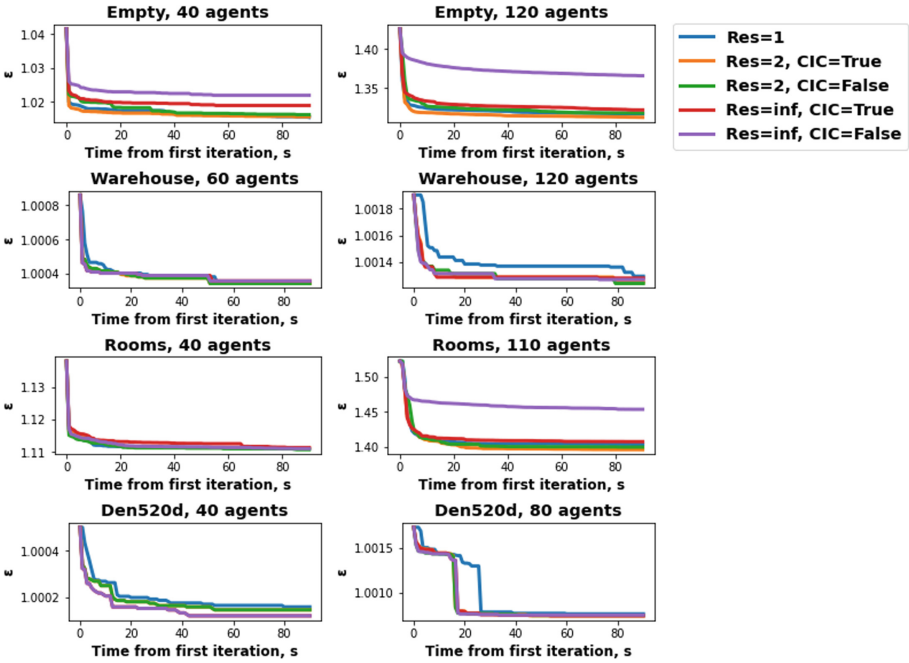 Empty, 40 agents
1.04
1.03
1.02
ε
0 20 40 60 80
Time from first iteration, s
Empty, 120 agents
1.40
1.35
ε
0 20 40 60 80
Time from first iteration, s
Res=1
Res=2, CIC=True
Res=2, CIC=False
Res=inf, CIC=True
Res=inf, CIC=False
Warehouse, 60 agents
1.0008
1.0006
1.0004
ε
0 20 40 60 80
Time from first iteration, s
Warehouse, 120 agents
1.0018
1.0016
1.0014
ε
0 20 40 60 80
Time from first iteration, s
Rooms, 40 agents
1.13
1.12
1.11
ε
0 20 40 60 80
Time from first iteration, s
Rooms, 110 agents
1.50
1.45
1.40
ε
0 20 40 60 80
Time from first iteration, s
Den520d, 40 agents
1.0004
1.0002
ε
0 20 40 60 80
Time from first iteration, s
Den520d, 80 agents
1.0015
1.0010
ε
0 20 40 60 80
Time from first iteration, s